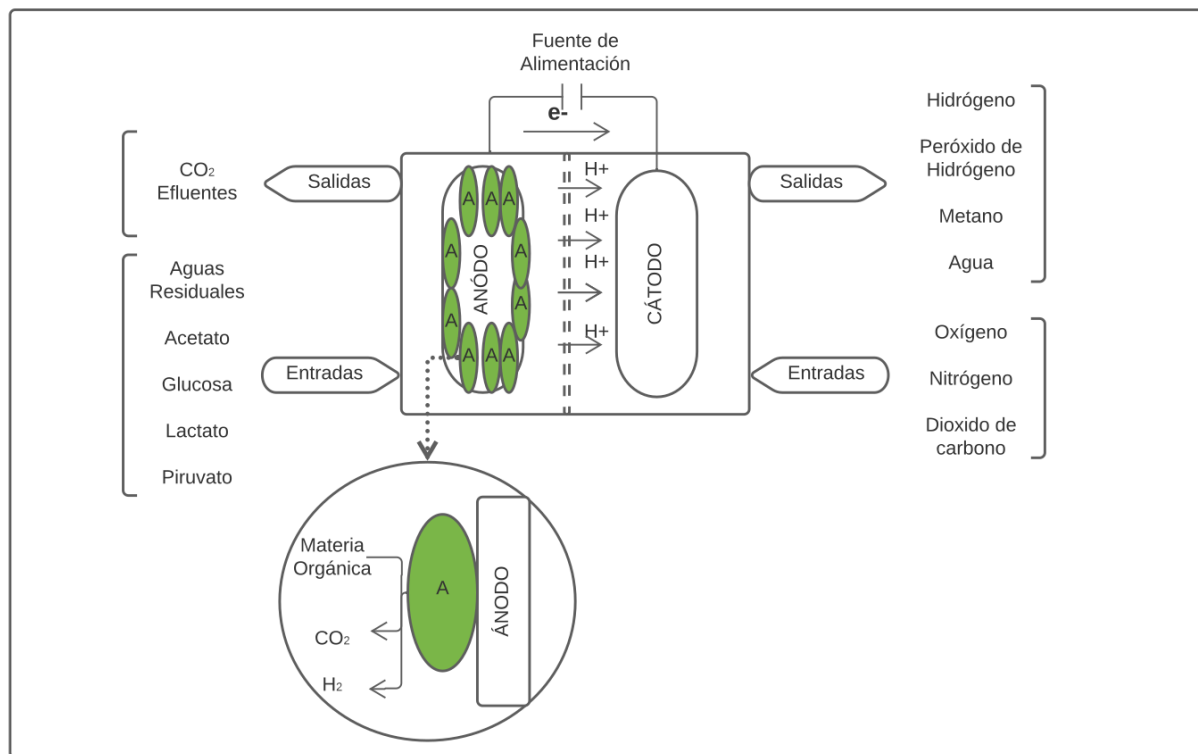 Fuente de
Alimentación
e-
CO₂
Efluentes
Salidas
Aguas
Residuales
Acetato
Glucosa
Lactato
Piruvato
Entradas
A
A
A
A
A
A
A
A
A
A
ANÓDO
H+
H+
H+
H+
CÁTODO
Salidas
Hidrógeno
Peróxido de
Hidrógeno
Metano
Agua
Entradas
Oxígeno
Nitrógeno
Dioxido de
carbono
Materia
Orgánica
CO₂
H₂
A
ÁNODO